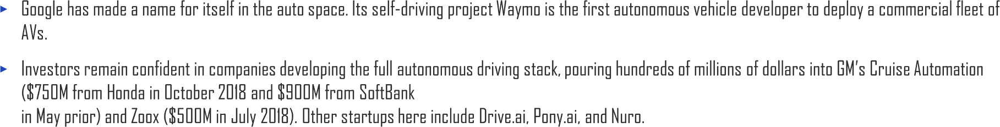 ▸ Google has made a name for itself in the auto space. Its self-driving project Waymo is the first autonomous vehicle developer to deploy a commercial fleet of
AVs.
▸ Investors remain confident in companies developing the full autonomous driving stack, pouring hundreds of millions of dollars into GM's Cruise Automation
($750M from Honda in October 2018 and $900M from SoftBank
in May prior) and Zoox ($500M in July 2018). Other startups here include Drive.ai, Pony.ai, and Nuro.